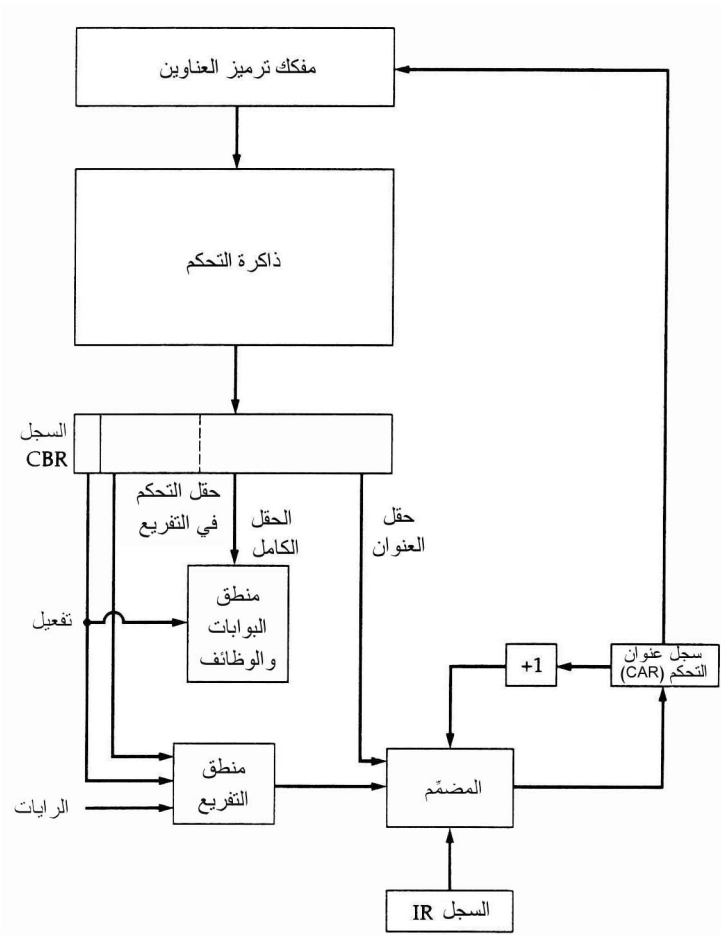 مفكك ترميز العناوين
ذاكرة التحكم
السجل
CBR
حقل التحكم
في التفريع
الحقل
الكامل
حقل
العنوان
منطق
البوابات
والوظائف
تفعيل
+1
سجل عنوان
التحكم (CAR)
منطق
التفريع
المضمِّم
الرايات
السجل IR